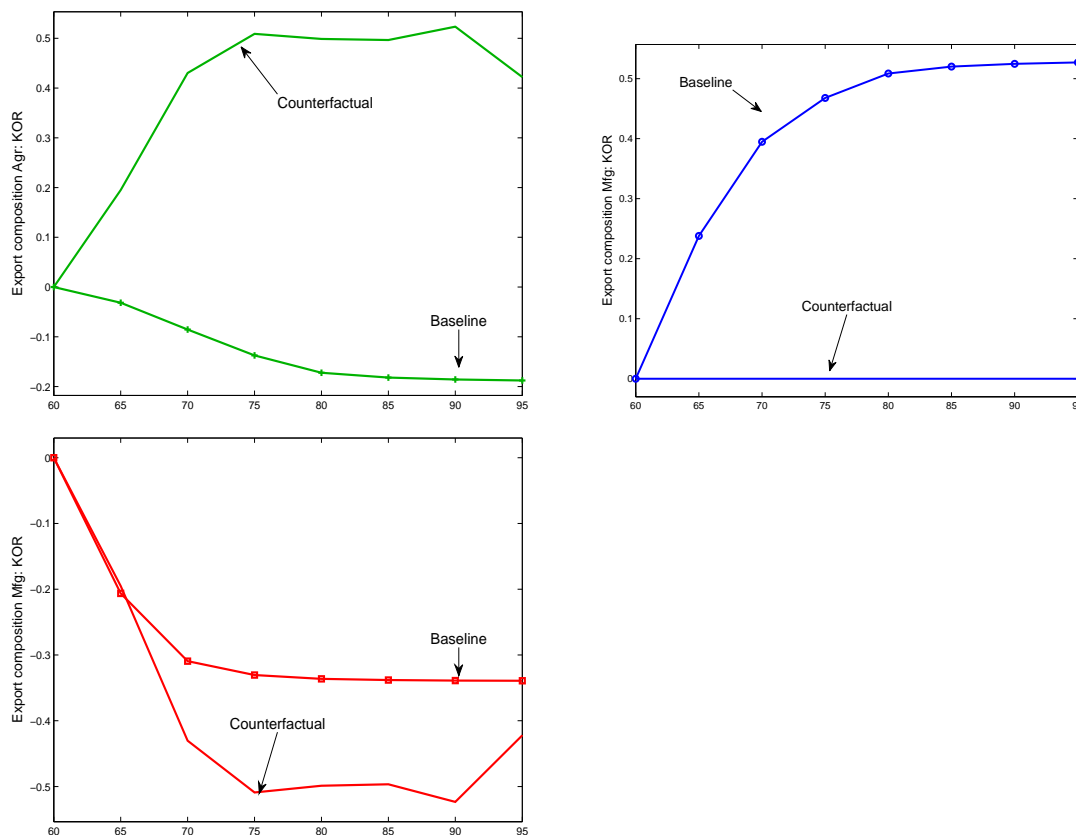 0.5
0.4
0.3
0.2
0.1
0
−0.1
−0.2
Export composition Agr: KOR
Counterfactual
Baseline
60 65 70 75 80 85 90 95
0.5
0.4
0.3
0.2
0.1
0
Export composition Mfg: KOR
Baseline
Counterfactual
60 65 70 75 80 85 90
0
−0.1
−0.2
−0.3
−0.4
−0.5
Export composition Mfg: KOR
Baseline
Counterfactual
60 65 70 75 80 85 90 95